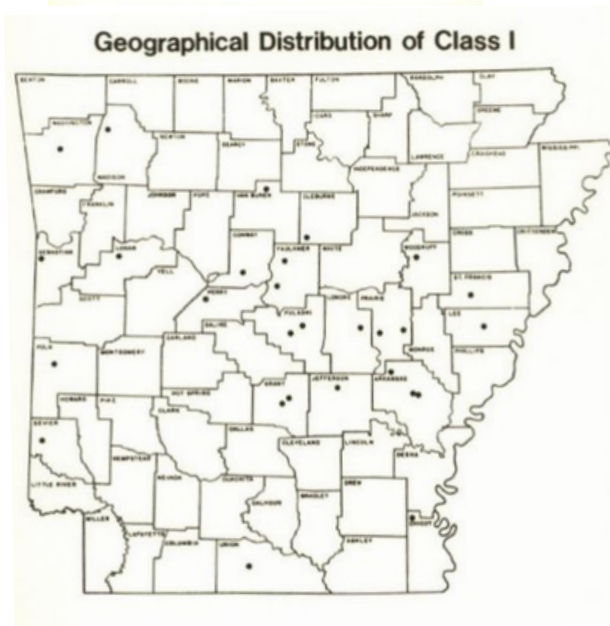 Geographical Distribution of Class I
BENTON
CARROLL
BOONE
MARION
BAXTER
FULTON
RANDOLPH
CLAY
IZARD
SHARP
GREENE
WASHINGTON
MADISON
NEWTON
SEARCY
STONE
LAWRENCE
CRAIGHEAD
MISSISSIPPI
INDEPENDENCE
CRAWFORD
FRANKLIN
JOHNSON
POPE
VAN BUREN
CLEBURNE
JACKSON
POINSETT
SEBASTIAN
LOGAN
CONWAY
FAULKNER
WHITE
WOODRUFF
CROSS
CRITTENDEN
YELL
ST. FRANCIS
SCOTT
PERRY
PULASKI
LONOKE
PRAIRIE
LEE
SALINE
GARLAND
MONROE
PHILLIPS
POLK
MONTGOMERY
HOT SPRING
GRANT
JEFFERSON
ARKANSAS
HOWARD
PIKE
CLARK
SEVIER
DALLAS
CLEVELAND
LINCOLN
DESHA
HEMPSTEAD
NEVADA
OUACHITA
LITTLE RIVER
CALHOUN
BRADLEY
DREW
MILLER
LAFAYETTE
COLUMBIA
UNION
ASHLEY
CHICOT